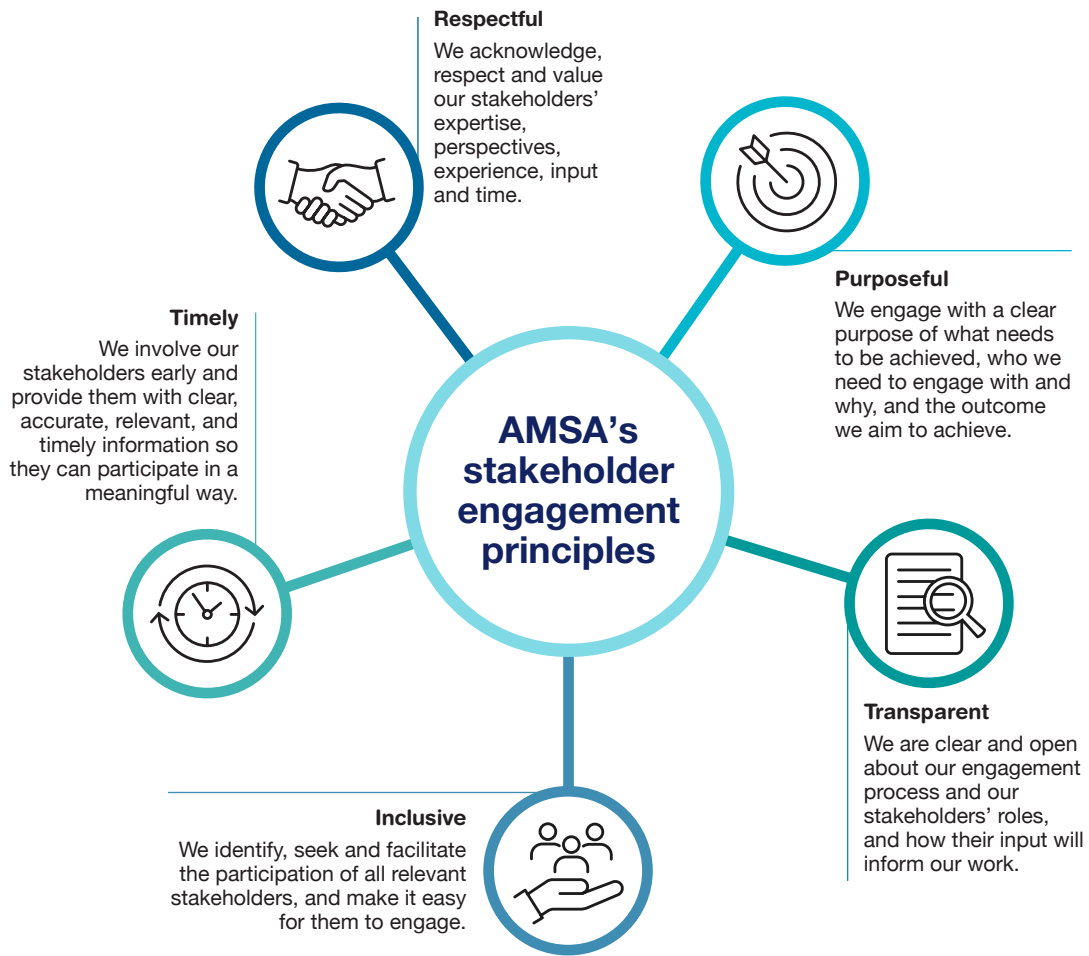 Respectful
We acknowledge,
respect and value
our stakeholders’
expertise,
perspectives,
experience, input
and time.
Purposeful
We engage with a clear
purpose of what needs
to be achieved, who we
need to engage with and
why, and the outcome
we aim to achieve.
Timely
We involve our
stakeholders early and
provide them with clear,
accurate, relevant, and
timely information so
they can participate in a
meaningful way.
AMSA’s
stakeholder
engagement
principles
Transparent
We are clear and open
about our engagement
process and our
stakeholders’ roles,
and how their input will
inform our work.
Inclusive
We identify, seek and facilitate
the participation of all relevant
stakeholders, and make it easy
for them to engage.